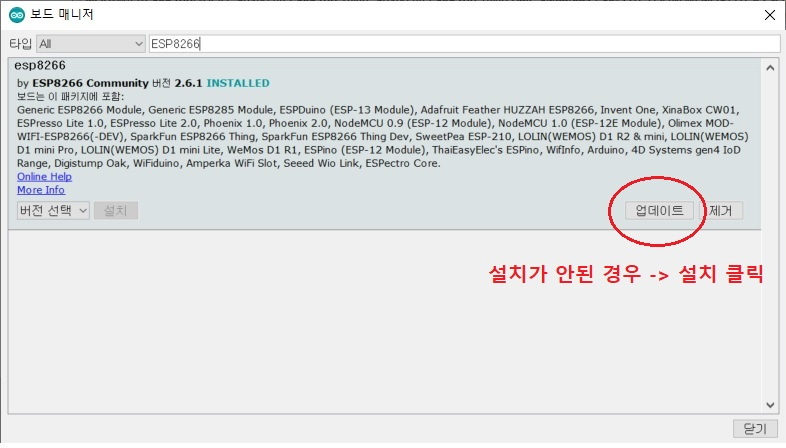 보드 매니저
타입 All ESP8266
esp8266
by ESP8266 Community 버전 2.6.1 INSTALLED
보드는 이 패키지에 포함:
Generic ESP8266 Module, Generic ESP8285 Module, ESPDuino (ESP-13 Module), Adafruit Feather HUZZAH ESP8266, Invent One, XinaBox CW01,
ESPresso Lite 1.0, ESPresso Lite 2.0, Phoenix 1.0, Phoenix 2.0, NodeMCU 0.9 (ESP-12 Module), NodeMCU 1.0 (ESP-12E Module), Olimex MOD-
WIFI-ESP8266(-DEV), SparkFun ESP8266 Thing, SparkFun ESP8266 Thing Dev, SweetPea ESP-210, LOLIN(WEMOS) D1 R2 & mini, LOLIN(WEMOS)
D1 mini Pro, LOLIN(WEMOS) D1 mini Lite, WeMos D1 R1, ESPino (ESP-12 Module), ThaiEasyElec's ESPino, WifInfo, Arduino, 4D Systems gen4 IoD
Range, Digistump Oak, WiFiduino, Amperka WiFi Slot, Seeed Wio Link, ESPectro Core.
Online Help
More Info
버전 선택 설치 업데이트 제거
설치가 안된 경우 -> 설치 클릭
닫기